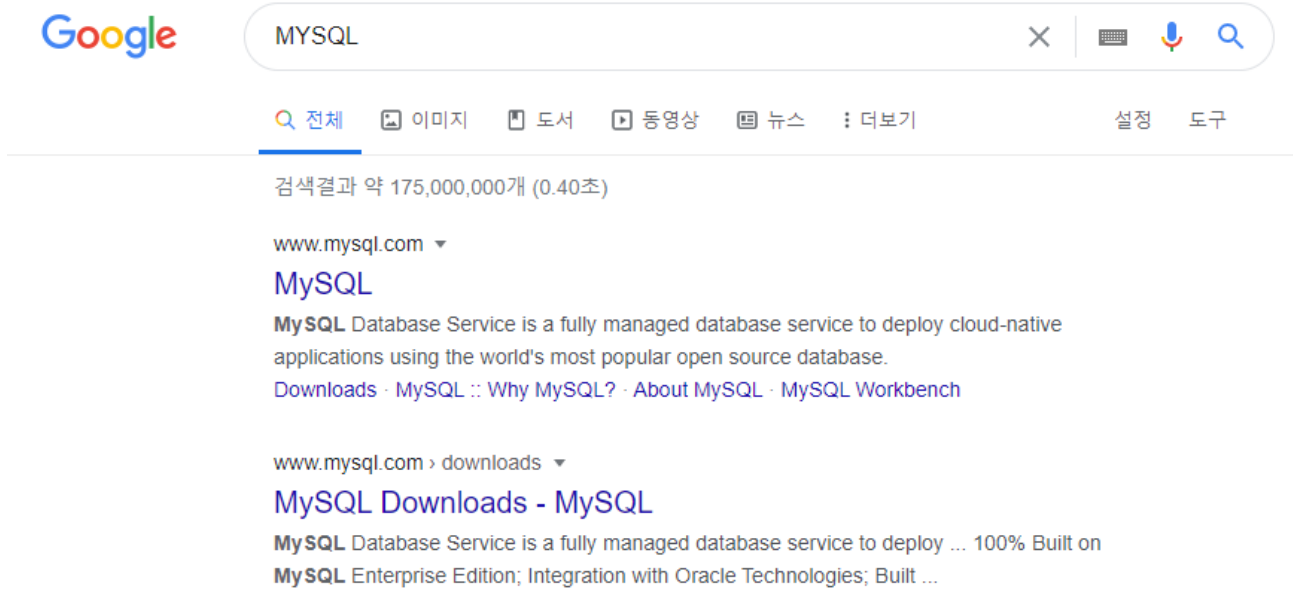 Google
MYSQL
전체 이미지 도서 동영상 뉴스 더보기 설정 도구
검색결과 약 175,000,000개 (0.40초)
www.mysql.com
MySQL
MySQL Database Service is a fully managed database service to deploy cloud-native
applications using the world's most popular open source database.
Downloads · MySQL :: Why MySQL? · About MySQL · MySQL Workbench
www.mysql.com › downloads
MySQL Downloads - MySQL
MySQL Database Service is a fully managed database service to deploy ... 100% Built on
MySQL Enterprise Edition; Integration with Oracle Technologies; Built ...